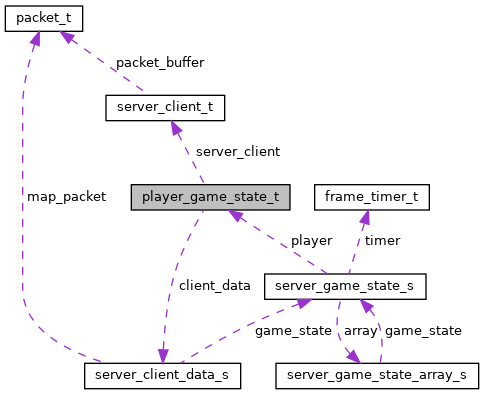 packet_t
packet_buffer
server_client_t
server_client
map_packet
player_game_state_t
frame_timer_t
player
timer
client_data
server_game_state_s
game_state
array
game_state
server_client_data_s
server_game_state_array_s